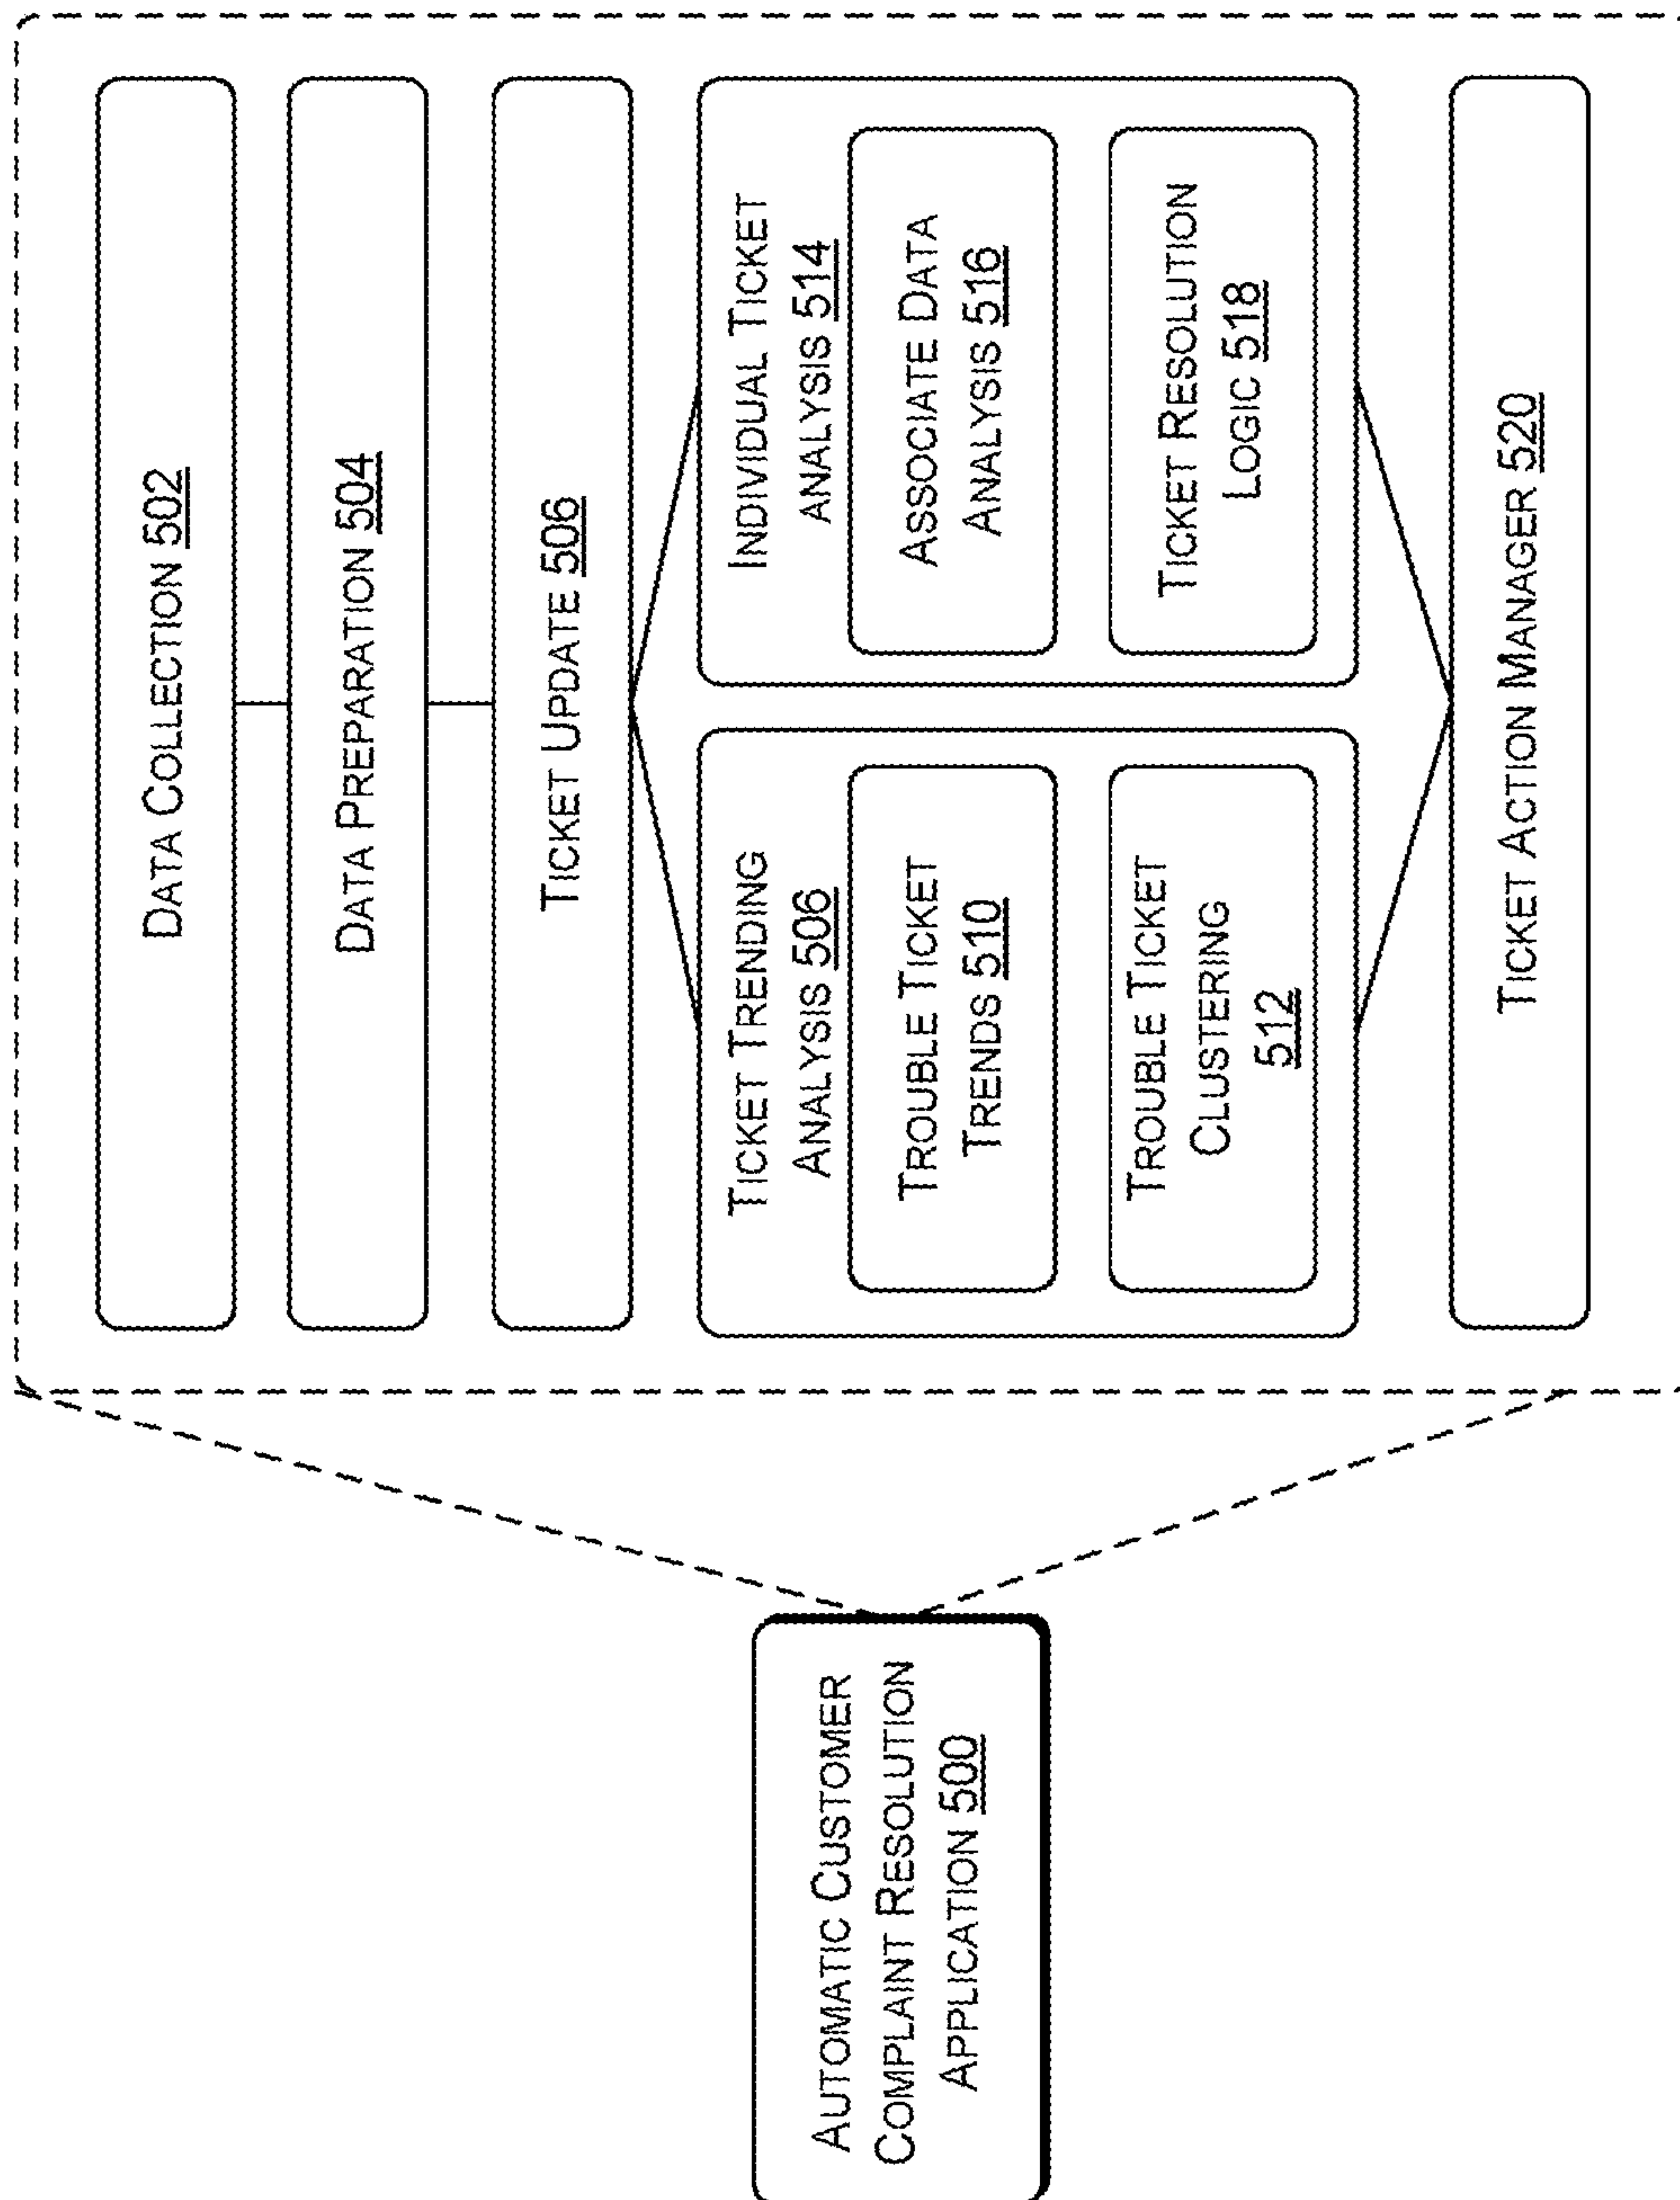 AUTOMATIC CUSTOMER
COMPLAINT RESOLUTION
APPLICATION 500
DATA COLLECTION 502
DATA PREPARATION 504
TICKET UPDATE 506
TICKET TRENDING
ANALYSIS 506
TROUBLE TICKET
TRENDS 510
TROUBLE TICKET
CLUSTERING
512
INDIVIDUAL TICKET
ANALYSIS 514
ASSOCIATE DATA
ANALYSIS 516
TICKET RESOLUTION
LOGIC 518
TICKET ACTION MANAGER 520